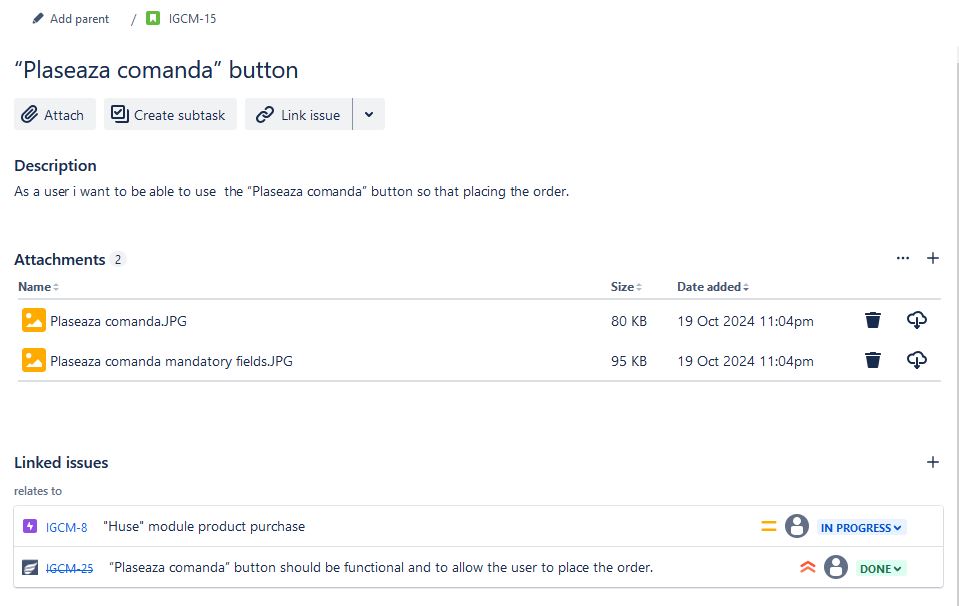 Add parent / IGCM-15
“Plaseaza comanda” button
Attach Create subtask Link issue
Description
As a user i want to be able to use the “Plaseaza comanda” button so that placing the order.
Attachments 2
Name Size Date added
Plaseaza comanda.JPG 80 KB 19 Oct 2024 11:04pm
Plaseaza comanda mandatory fields.JPG 95 KB 19 Oct 2024 11:04pm
Linked issues
relates to
IGCM-8 "Huse" module product purchase IN PROGRESS
IGCM-25 “Plaseaza comanda” button should be functional and to allow the user to place the order. DONE